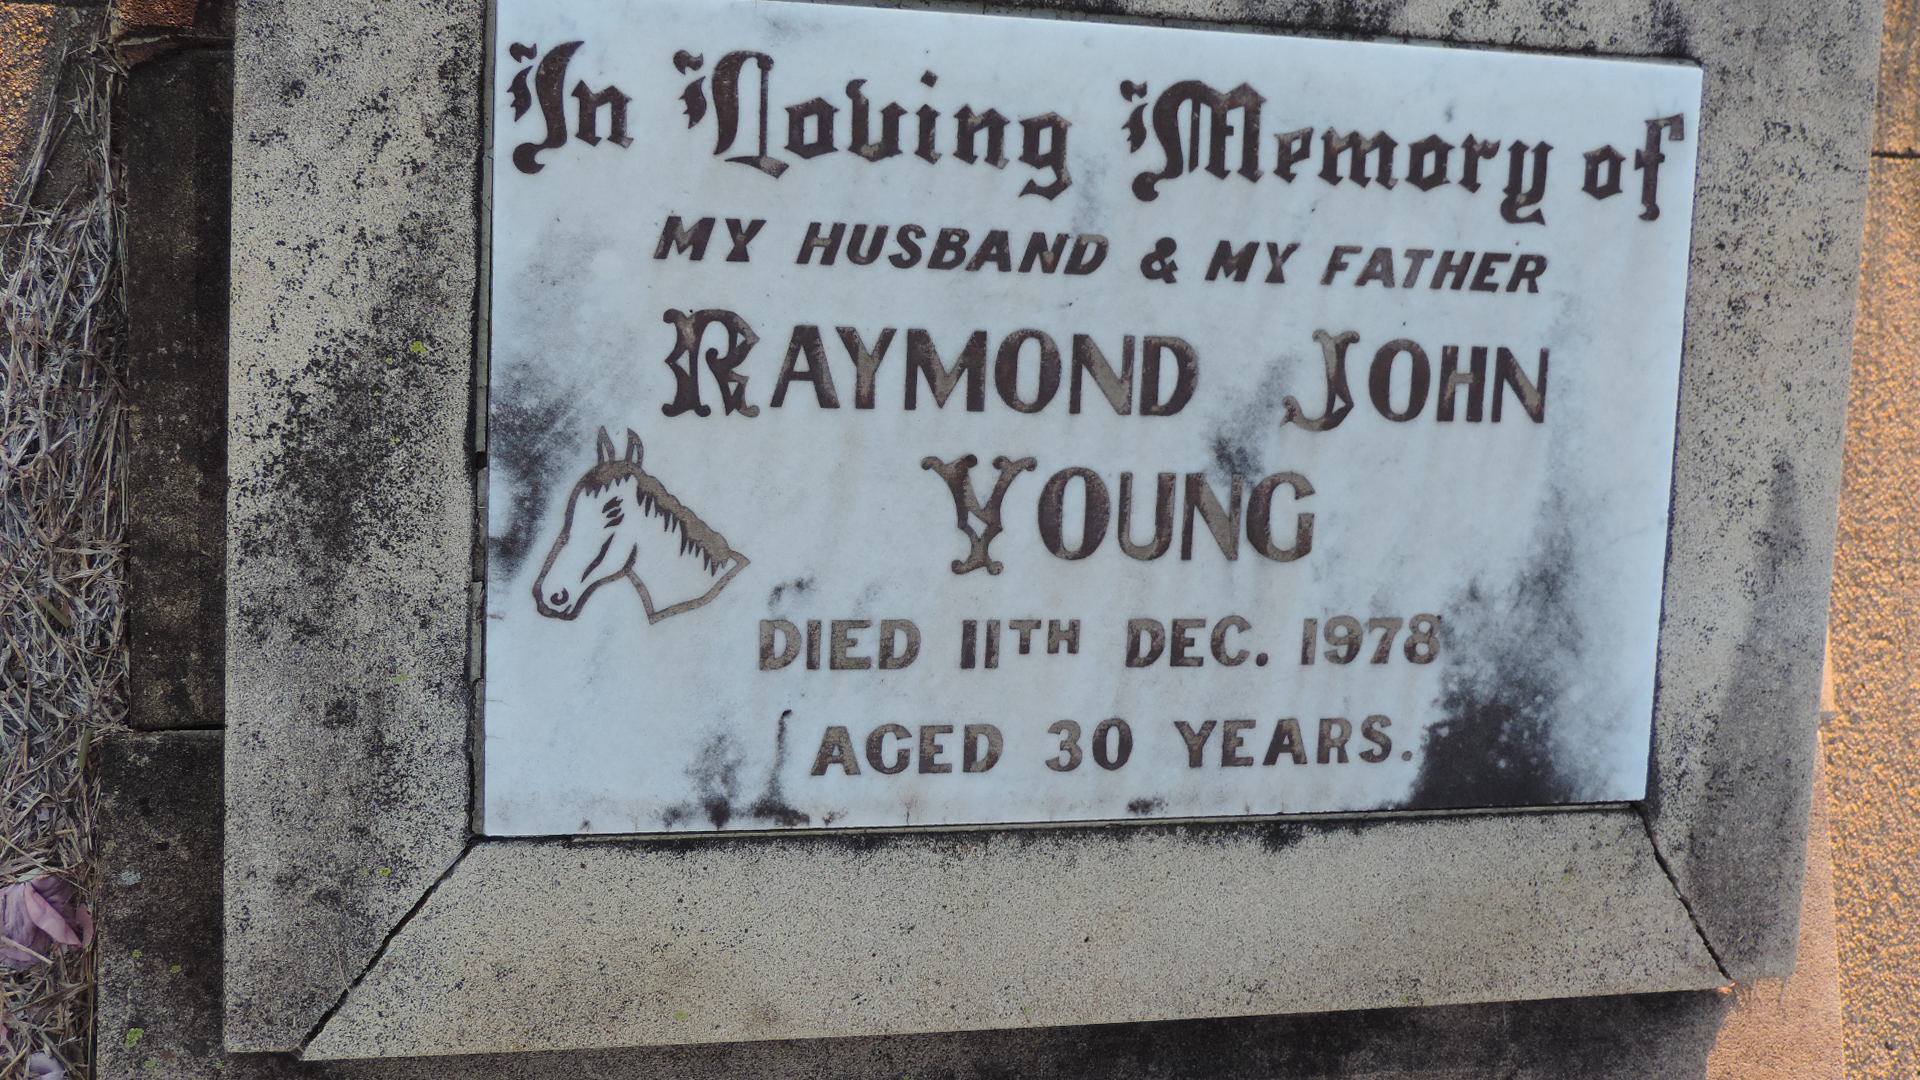 In Loving Memory of
MY HUSBAND & MY FATHER
RAYMOND JOHN
YOUNG
DIED 11TH DEC. 1978
AGED 30 YEARS.